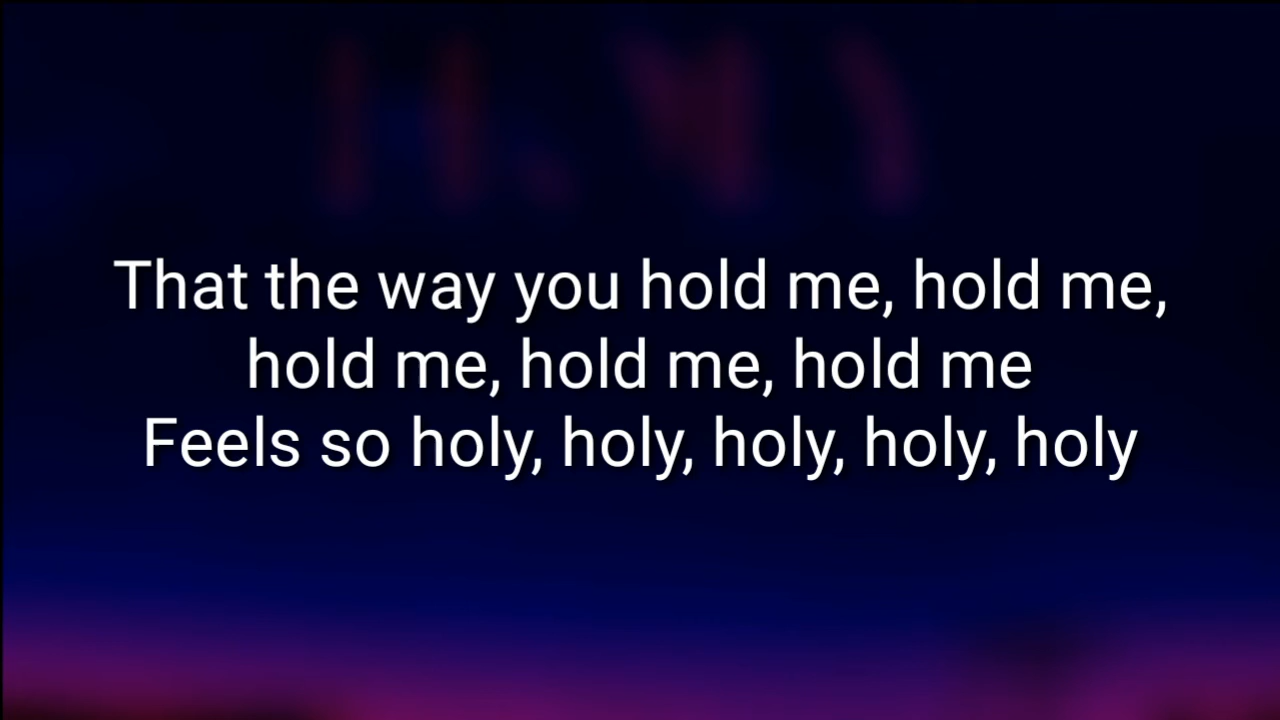 That the way you hold me, hold me,
hold me, hold me, hold me
Feels so holy, holy, holy, holy, holy